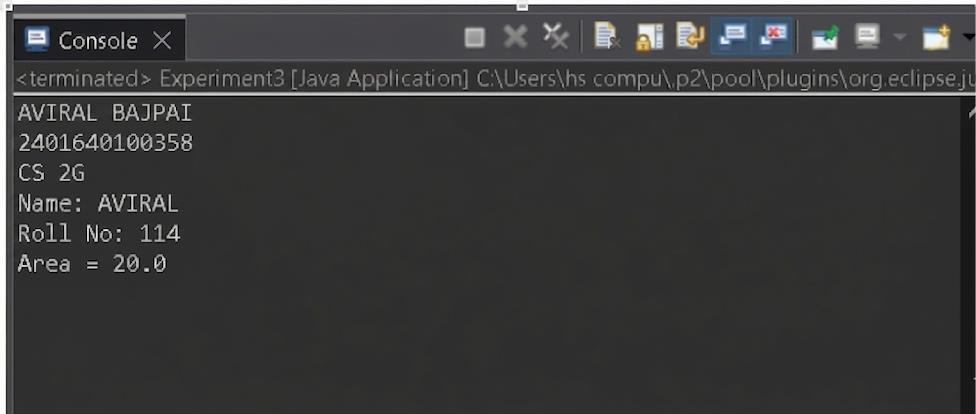 Console
<terminated> Experiment3 [Java Application] C:\Users\hs compu\.p2\pool\plugins\org.eclipse.ju
AVIRAL BAJPAI
2401640100358
CS 2G
Name: AVIRAL
Roll No: 114
Area = 20.0